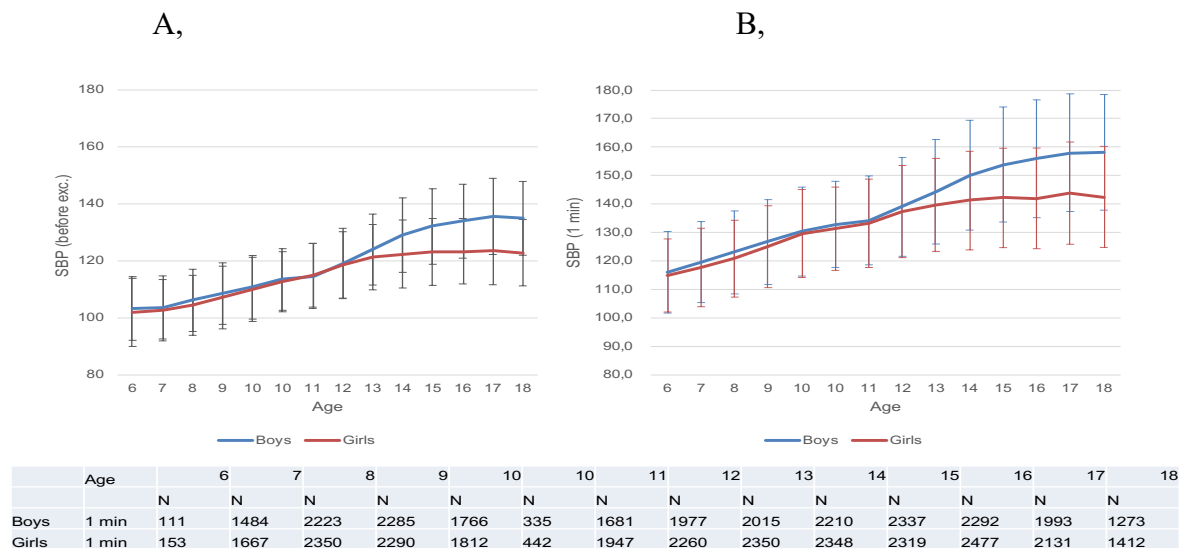 A,
B,
180
160
140
120
100
80
SBP (before exc.)
6 7 8 9 10 10 11 12 13 14 15 16 17 18
Age
Boys Girls
180,0
170,0
160,0
150,0
140,0
130,0
120,0
110,0
100,0
90,0
80,0
SBP (1 min)
6 7 8 9 10 10 11 12 13 14 15 16 17 18
Age
Boys Girls
Age 6 7 8 9 10 10 11 12 13 14 15 16 17 18
N N N N N N N N N N N N N N
Boys 1 min 111 1484 2223 2285 1766 335 1681 1977 2015 2210 2337 2292 1993 1273
Girls 1 min 153 1667 2350 2290 1812 442 1947 2260 2350 2348 2319 2477 2131 1412